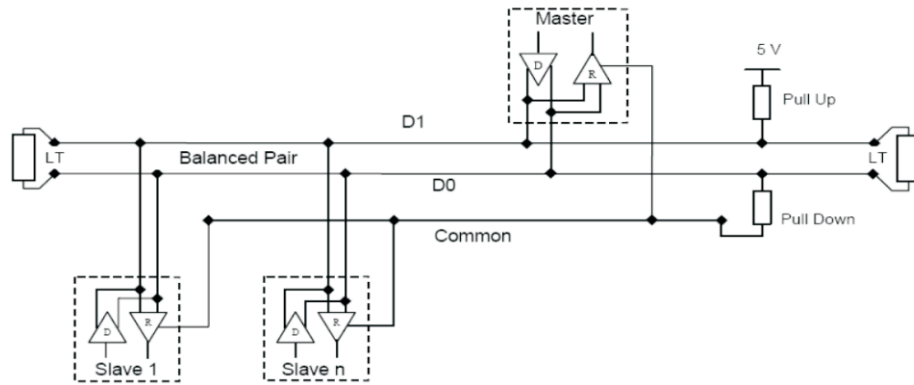 Master
D
R
5 V
Pull Up
D1
LT
Balanced Pair
LT
D0
Pull Down
Common
D
R
Slave 1
D
R
Slave n